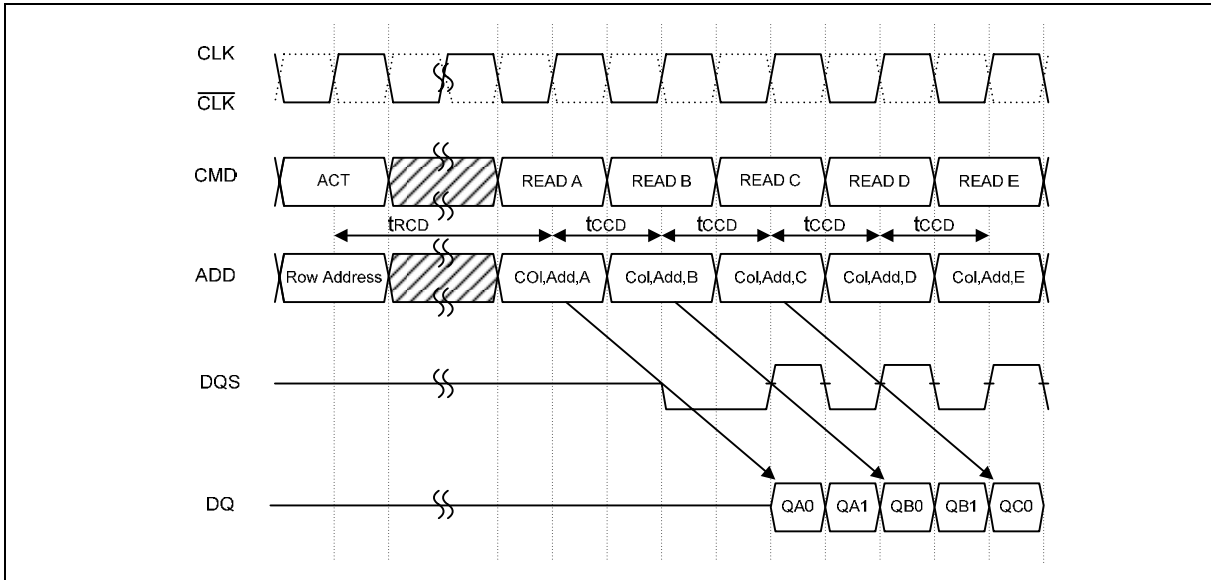 CLK
CLK
CMD
ACT
READ A
READ B
READ C
READ D
READ E
tRCD
tCCD
tCCD
tCCD
tCCD
ADD
Row Address
COl,Add,A
Col,Add,B
Col,Add,C
Col,Add,D
Col,Add,E
DQS
DQ
QA0
QA1
QB0
QB1
QC0